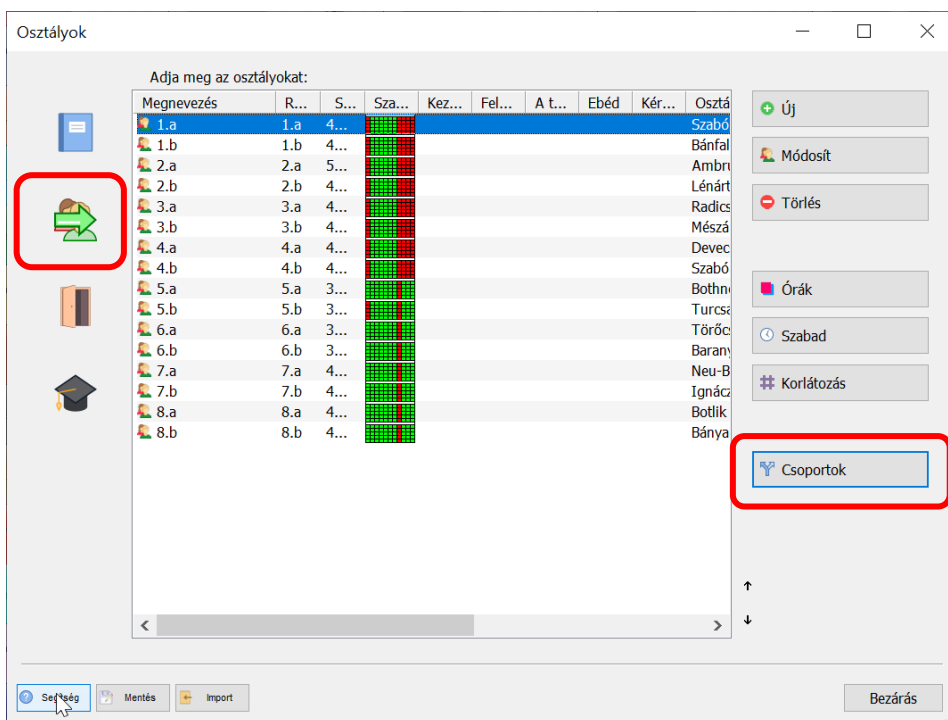 Osztályok
Adja meg az osztályokat:
Megnevezés R... S... Sza... Kez... Fel... A t... Ebéd Kér... Osztá
1.a 1.a 4... Szabó
1.b 1.b 4... Bánfal
2.a 2.a 5... Ambru
2.b 2.b 4... Lénárt
3.a 3.a 4... Radics
3.b 3.b 4... Mészá
4.a 4.a 4... Devec
4.b 4.b 4... Szabó
5.a 5.a 3... Bothn
5.b 5.b 3... Turcsa
6.a 6.a 3... Törőc
6.b 6.b 3... Barany
7.a 7.a 4... Neu-B
7.b 7.b 4... Ignácz
8.a 8.a 4... Botlik
8.b 8.b 4... Bánya
Új
Módosít
Törlés
Órák
Szabad
Korlátozás
Csoportok
Segítség Mentés Import Bezárás